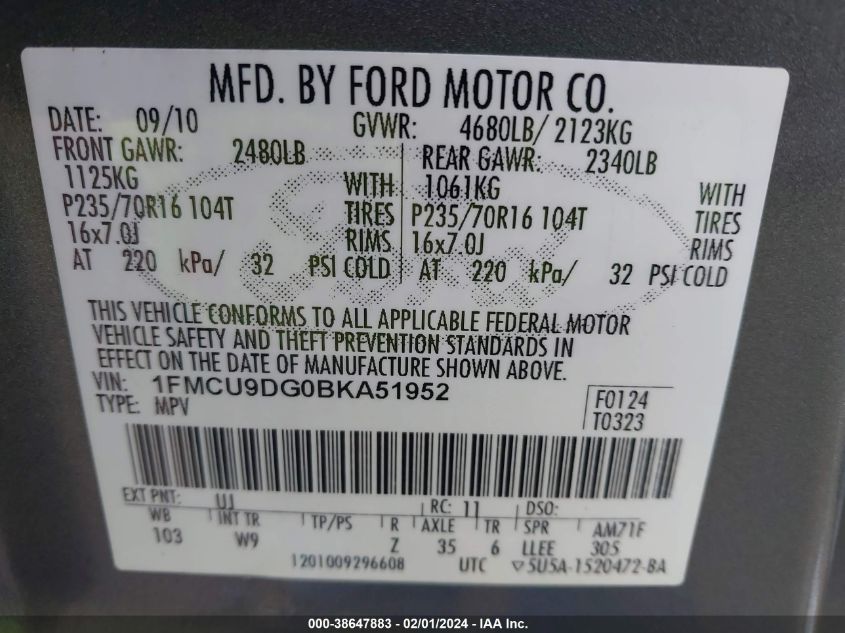 MFD. BY FORD MOTOR CO.
DATE: 09/10 GVWR: 4680LB/ 2123KG
FRONT GAWR: 2480LB REAR GAWR: 2340LB
1125KG WITH 1061KG WITH
P235/70R16 104T TIRES P235/70R16 104T TIRES
16x7.0J RIMS 16x7.0J RIMS
AT 220 kPa/ 32 PSI COLD AT 220 kPa/ 32 PSI COLD
THIS VEHICLE CONFORMS TO ALL APPLICABLE FEDERAL MOTOR
VEHICLE SAFETY AND THEFT PREVENTION STANDARDS IN
EFFECT ON THE DATE OF MANUFACTURE SHOWN ABOVE.
VIN: 1FMCU9DG0BKA51952
TYPE: MPV
F0124
T0323
EXT PNT: UJ RC: 11 DSO:
WB INT TR TP/PS R AXLE TR SPR AM71F
103 W9 Z 35 6 LLEE 305
1201009296608 UTC ▽5U5A-1520472-BA
000-38647883 / 02/01/2024 - IAA Inc.